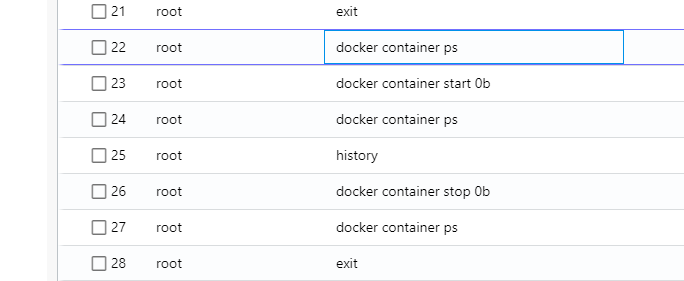 21 root exit
22 root docker container ps
23 root docker container start 0b
24 root docker container ps
25 root history
26 root docker container stop 0b
27 root docker container ps
28 root exit